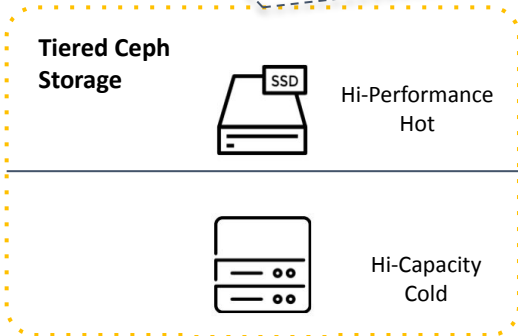 Tiered Ceph
Storage
SSD
Hi-Performance
Hot
Hi-Capacity
Cold